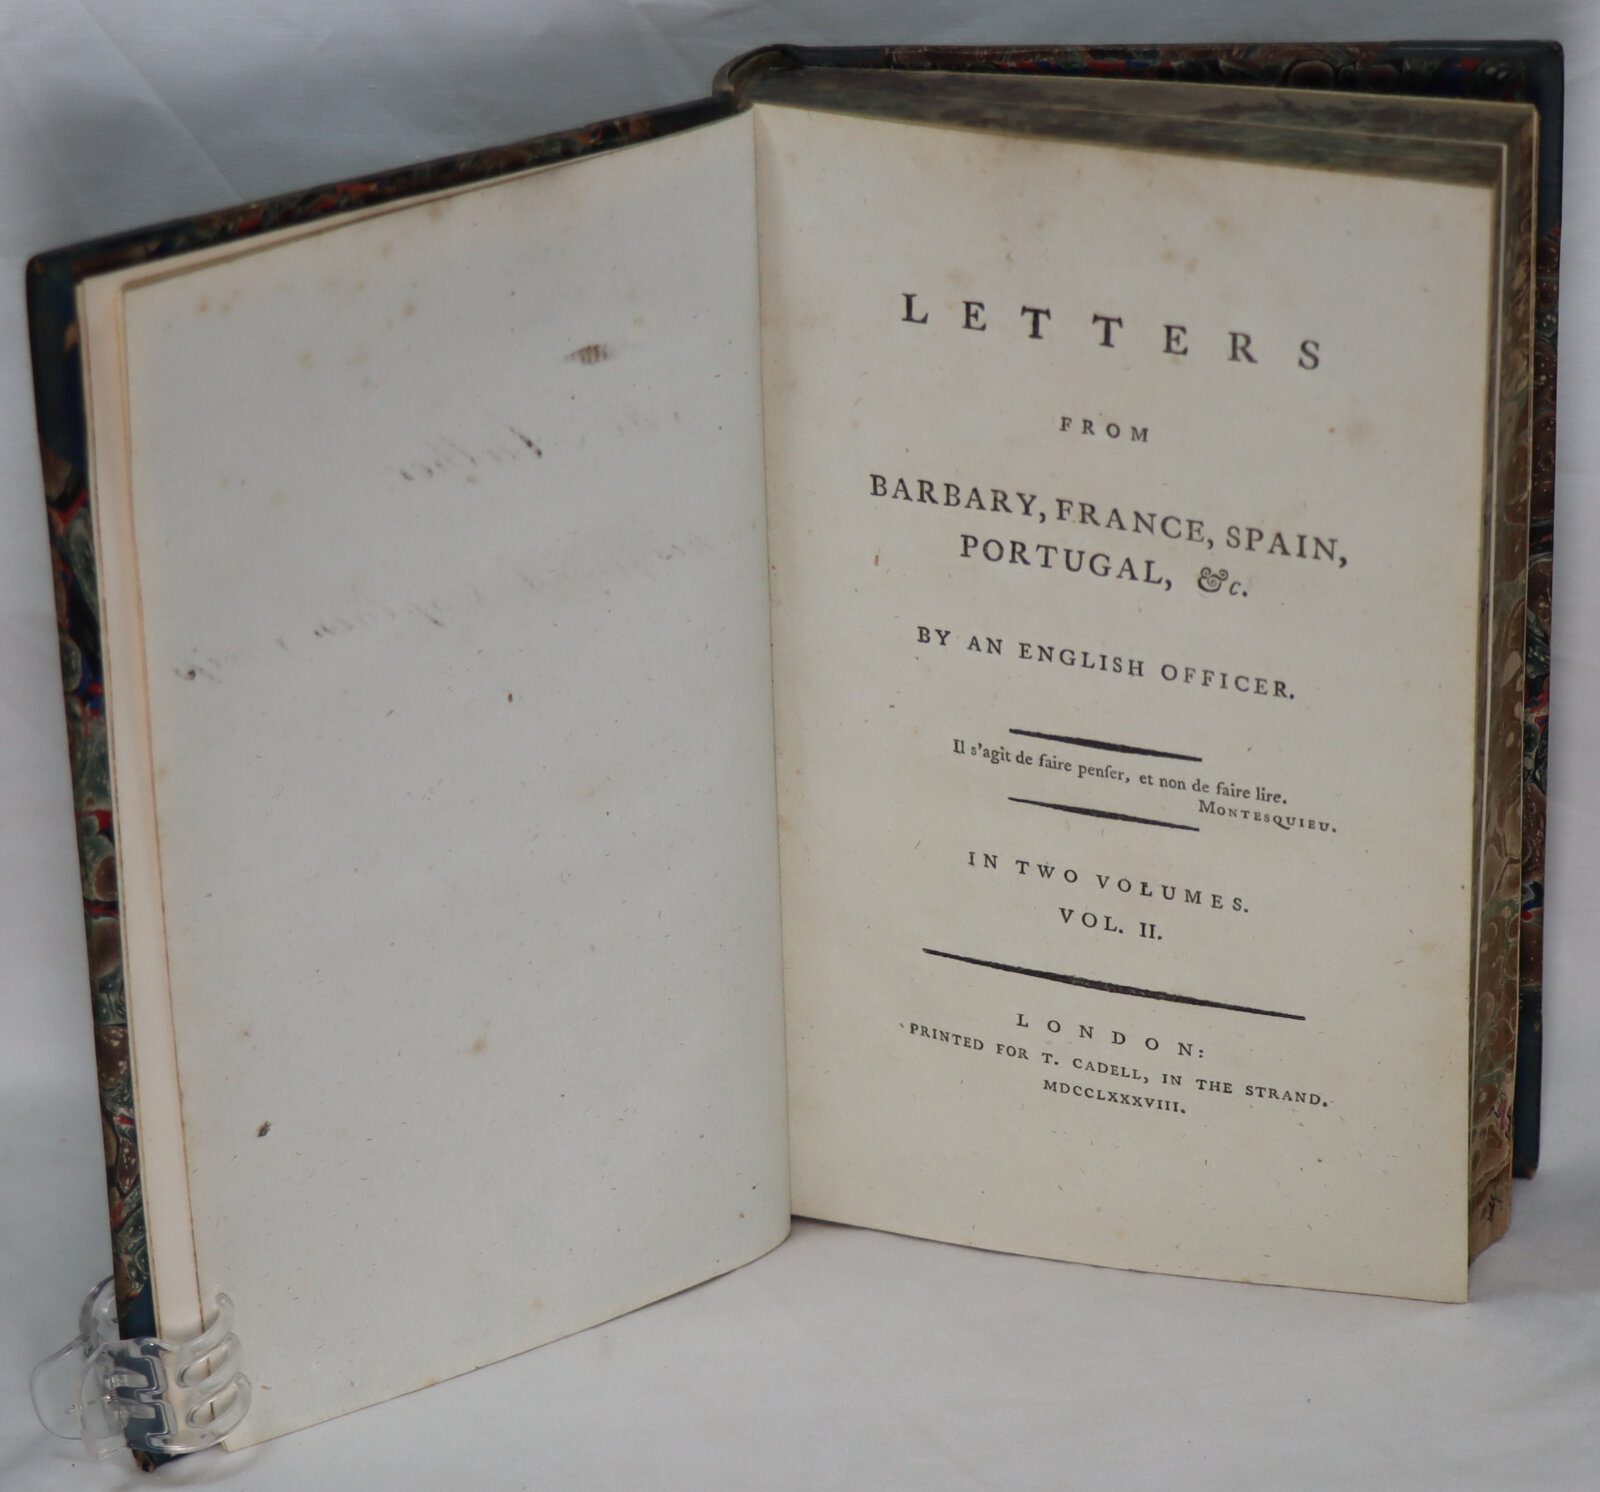 LETTERS
FROM
BARBARY, FRANCE, SPAIN,
PORTUGAL, &c.
BY AN ENGLISH OFFICER.
Il s'agit de faire penſer, et non de faire lire.
MONTESQUIEU.
IN TWO VOLUMES.
VOL. II.
LONDON:
PRINTED FOR T. CADELL, IN THE STRAND.
MDCCLXXXVIII.